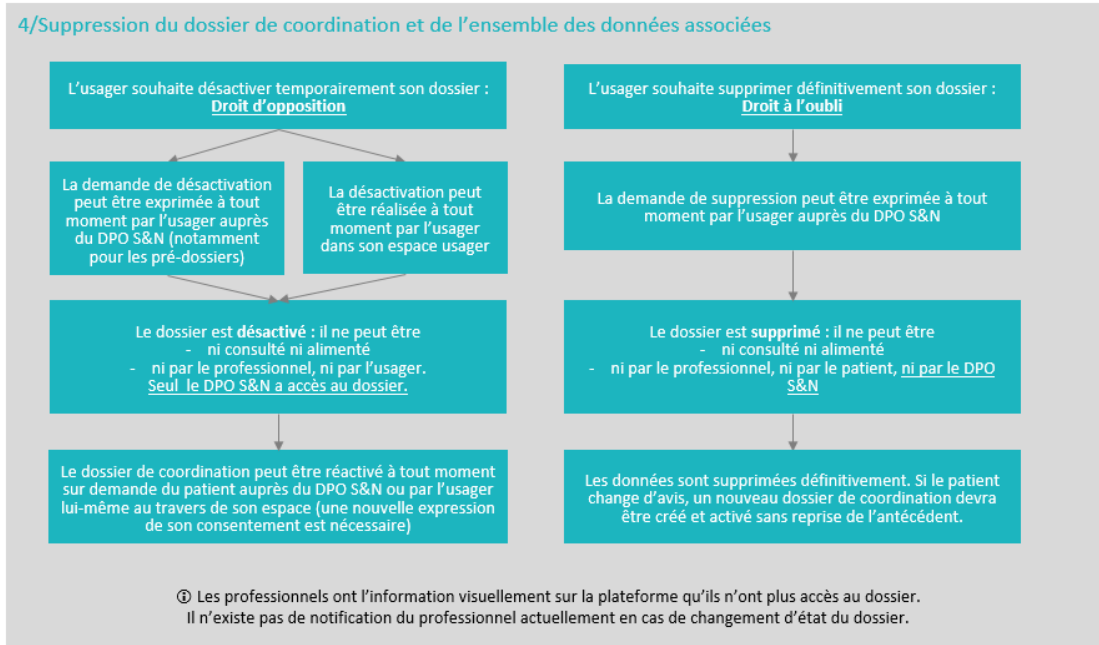 4/Suppression du dossier de coordination et de l'ensemble des données associées
L'usager souhaite désactiver temporairement son dossier :
Droit d'opposition
La demande de désactivation
peut être exprimée à tout
moment par l'usager auprès
du DPO S&N (notamment
pour les pré-dossiers)
La désactivation peut
être réalisée à tout
moment par l'usager
dans son espace usager
Le dossier est désactivé : il ne peut être
- ni consulté ni alimenté
- ni par le professionnel, ni par l'usager.
Seul le DPO S&N a accès au dossier.
Le dossier de coordination peut être réactivé à tout moment
sur demande du patient auprès du DPO S&N ou par l'usager
lui-même au travers de son espace (une nouvelle expression
de son consentement est nécessaire)
L'usager souhaite supprimer définitivement son dossier :
Droit à l'oubli
La demande de suppression peut être exprimée à tout
moment par l'usager auprès du DPO S&N
Le dossier est supprimé : il ne peut être
- ni consulté ni alimenté
- ni par le professionnel, ni par le patient, ni par le DPO
S&N
Les données sont supprimées définitivement. Si le patient
change d'avis, un nouveau dossier de coordination devra
être créé et activé sans reprise de l'antécédent.
🛈 Les professionnels ont l'information visuellement sur la plateforme qu'ils n'ont plus accès au dossier.
Il n'existe pas de notification du professionnel actuellement en cas de changement d'état du dossier.